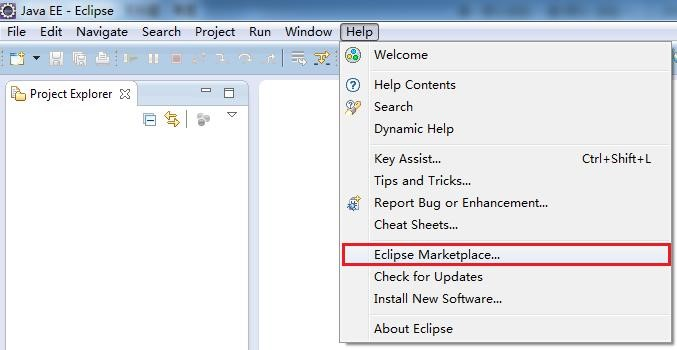 Java EE - Eclipse
File Edit Navigate Search Project Run Window Help
Project Explorer
Welcome
Help Contents
Search
Dynamic Help
Key Assist... Ctrl+Shift+L
Tips and Tricks...
Report Bug or Enhancement...
Cheat Sheets...
Eclipse Marketplace...
Check for Updates
Install New Software...
About Eclipse